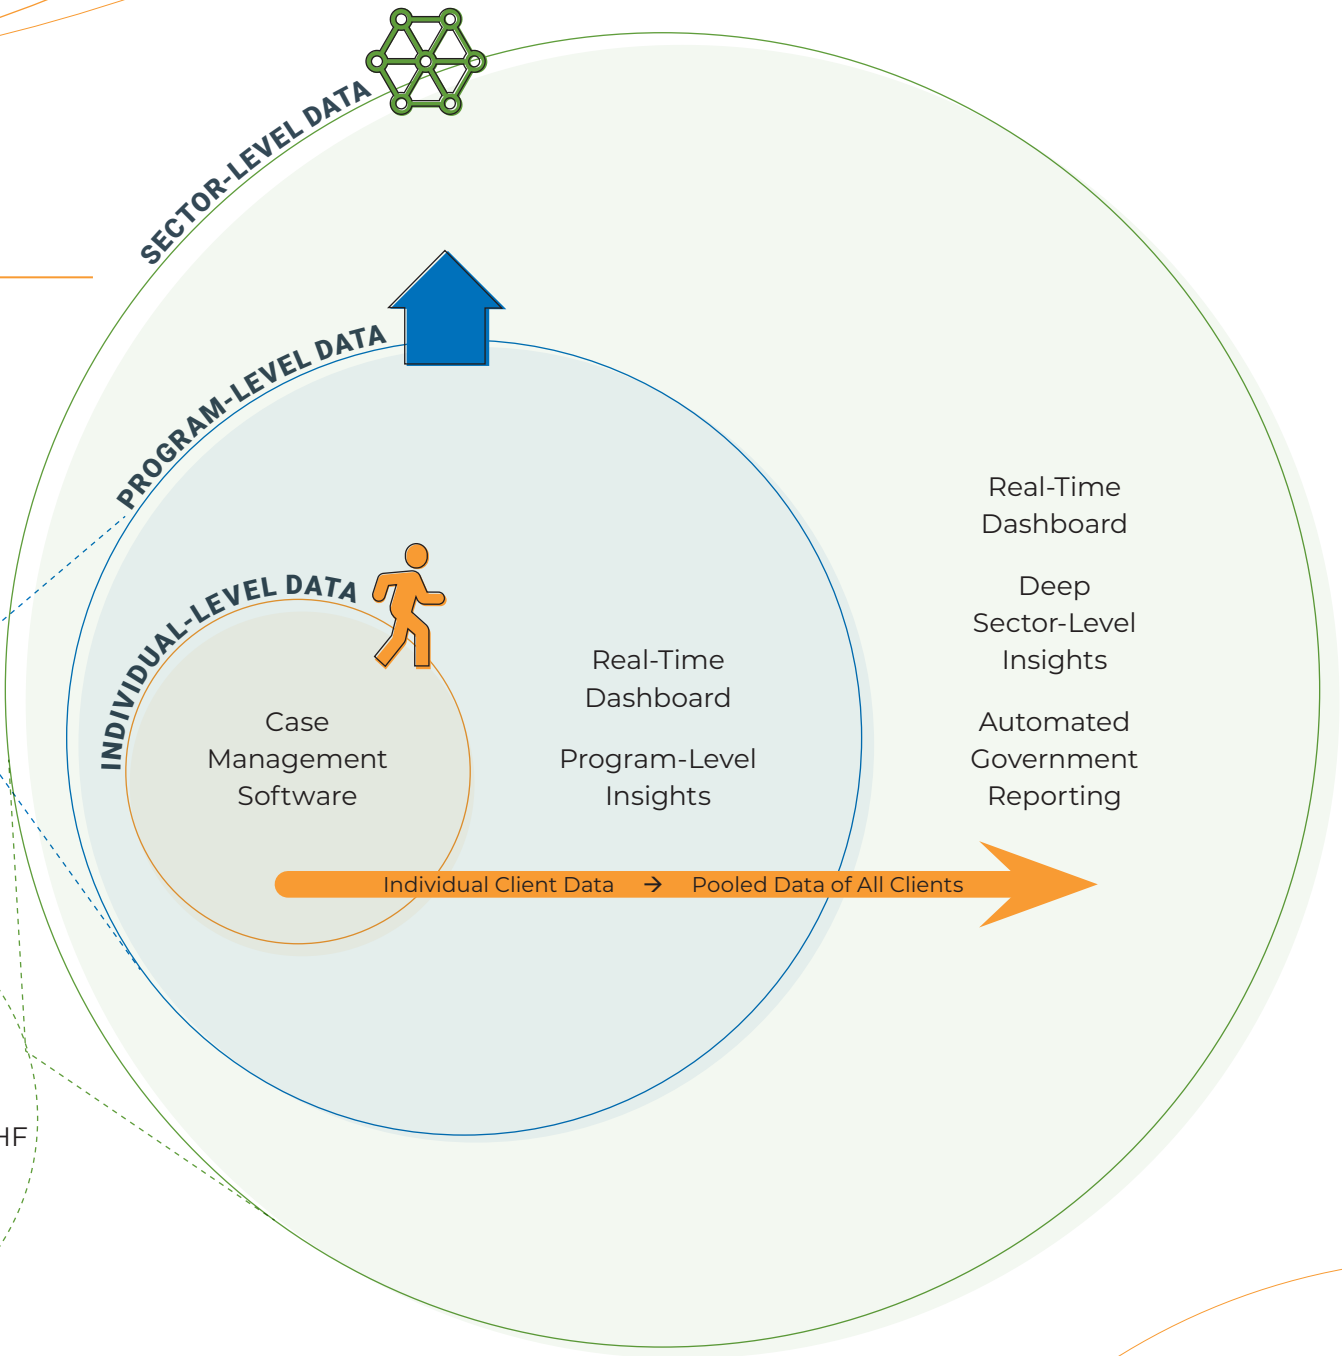 SECTOR-LEVEL DATA
PROGRAM-LEVEL DATA
INDIVIDUAL-LEVEL DATA
Case
Management
Software
Real-Time
Dashboard
Program-Level
Insights
Real-Time
Dashboard
Deep
Sector-Level
Insights
Automated
Government
Reporting
Individual Client Data → Pooled Data of All Clients
HF